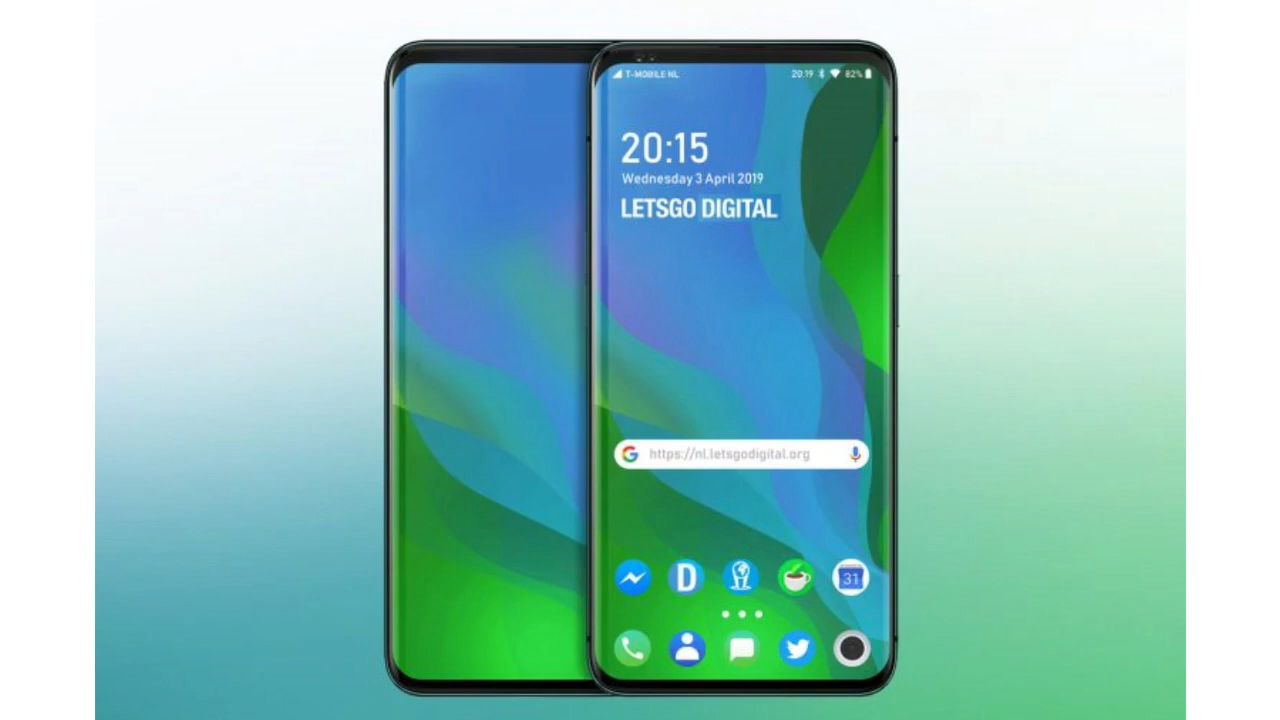 T-MOBILE NL
20:19 82%
20:15
Wednesday 3 April 2019
LETSGO DIGITAL
G https://nl.letsgodigital.org
D
31